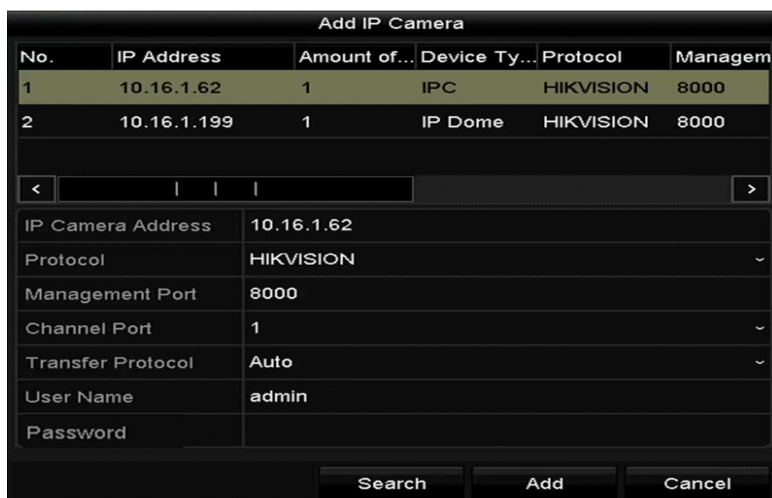 Add IP Camera
No. IP Address Amount of... Device Ty... Protocol Managem
1 10.16.1.62 1 IPC HIKVISION 8000
2 10.16.1.199 1 IP Dome HIKVISION 8000
IP Camera Address 10.16.1.62
Protocol HIKVISION
Management Port 8000
Channel Port 1
Transfer Protocol Auto
User Name admin
Password
Search Add Cancel